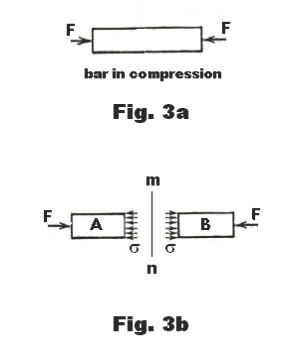 F F
bar in compression
Fig. 3a
m
F A B F
σ σ
n
Fig. 3b